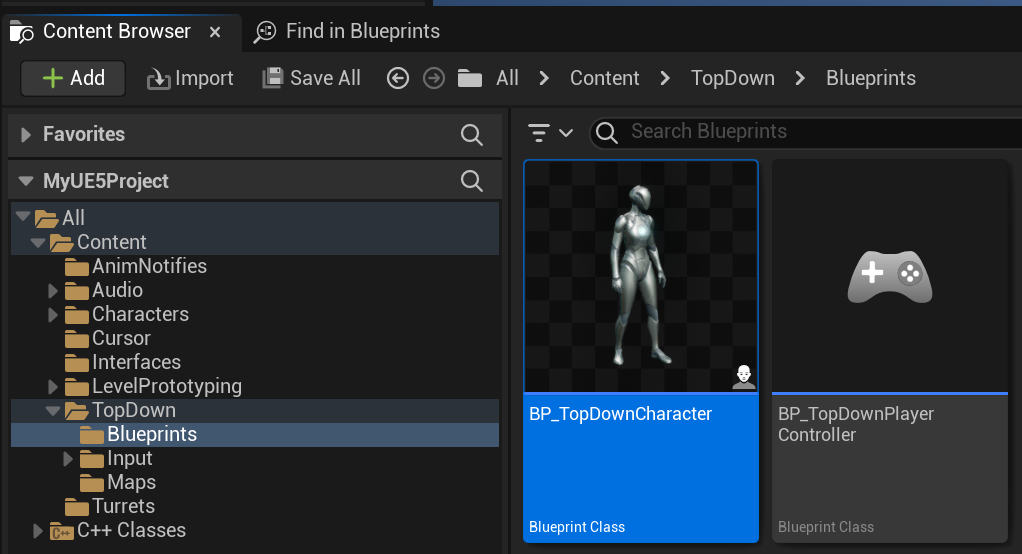 Content Browser
Find in Blueprints
Add
Import
Save All
All
Content
TopDown
Blueprints
Favorites
Search Blueprints
MyUE5Project
All
Content
AnimNotifies
Audio
Characters
Cursor
Interfaces
LevelPrototyping
TopDown
Blueprints
Input
Maps
Turrets
C++
C++ Classes
BP_TopDownCharacter
Blueprint Class
BP_TopDownPlayer
Controller
Blueprint Class